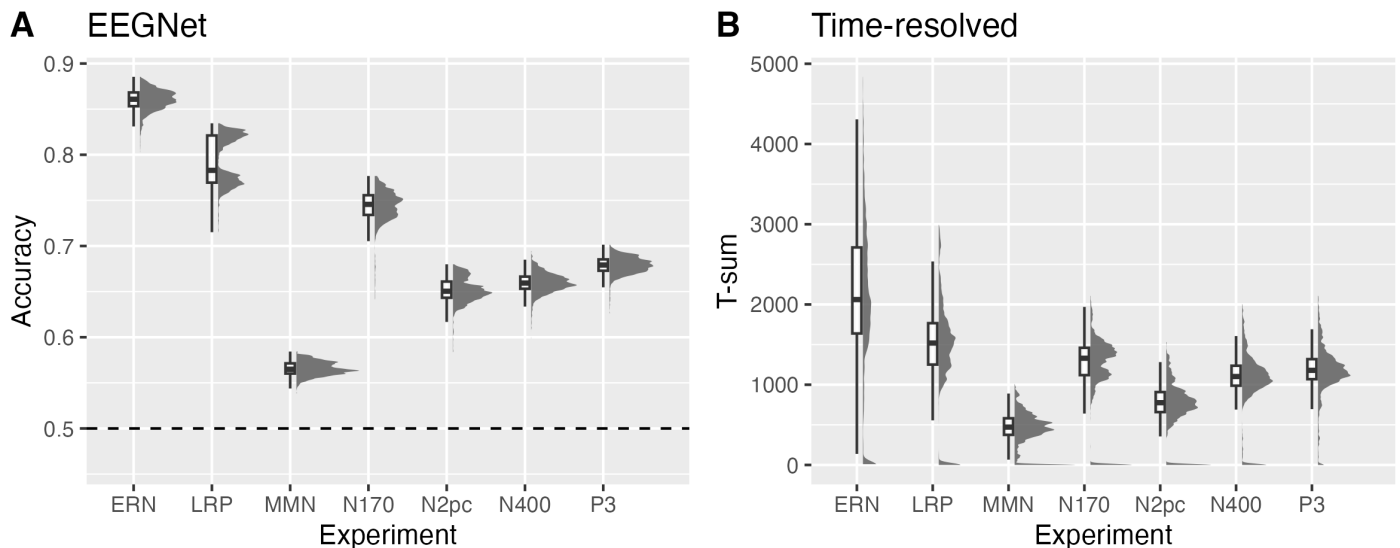 A EEGNet
Accuracy
0.9
0.8
0.7
0.6
0.5
ERN LRP MMN N170 N2pc N400 P3
Experiment
B Time-resolved
T-sum
5000
4000
3000
2000
1000
0
ERN LRP MMN N170 N2pc N400 P3
Experiment